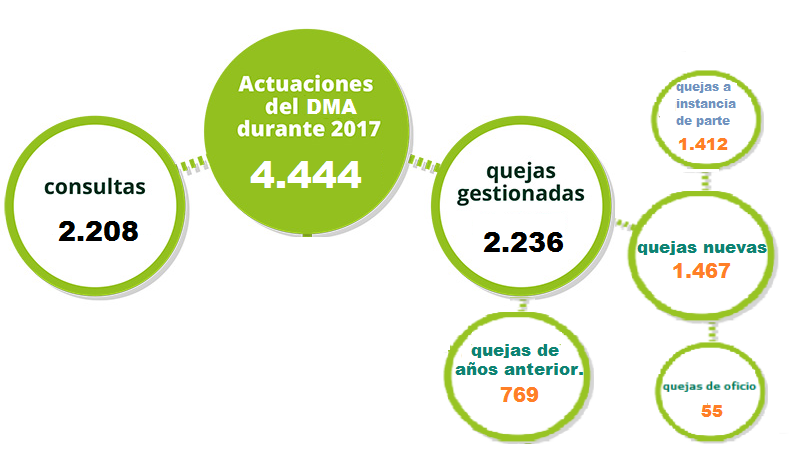 Actuaciones
del DMA
durante 2017
4.444
consultas
2.208
quejas
gestionadas
2.236
quejas a
instancia
de parte
1.412
quejas nuevas
1.467
quejas de
años anterior.
769
quejas de oficio
55